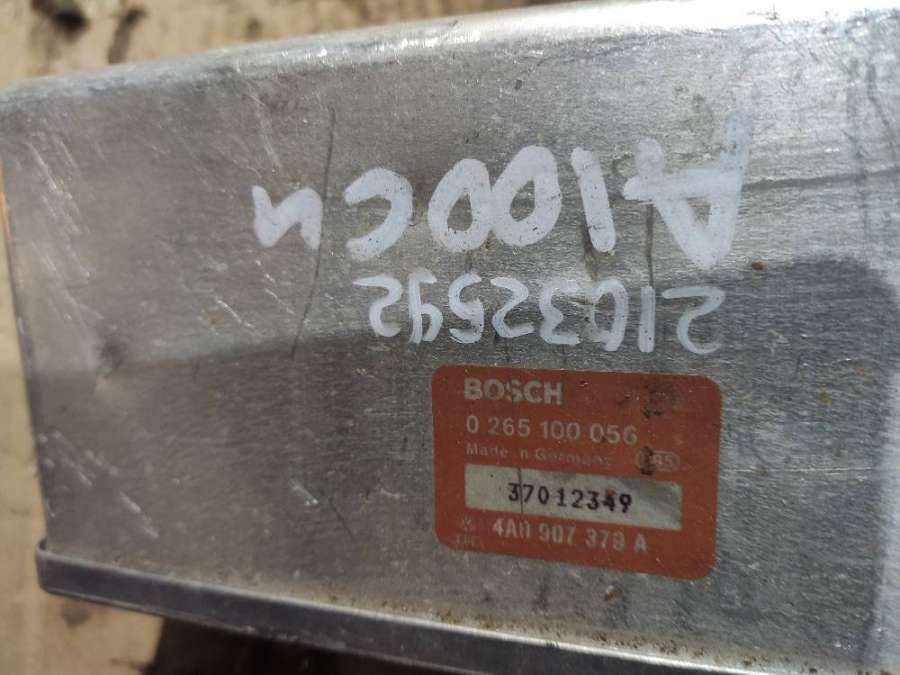 21032592
A100C4
BOSCH
0 265 100 056
Made in Germany
37012349
4A0 907 379 A